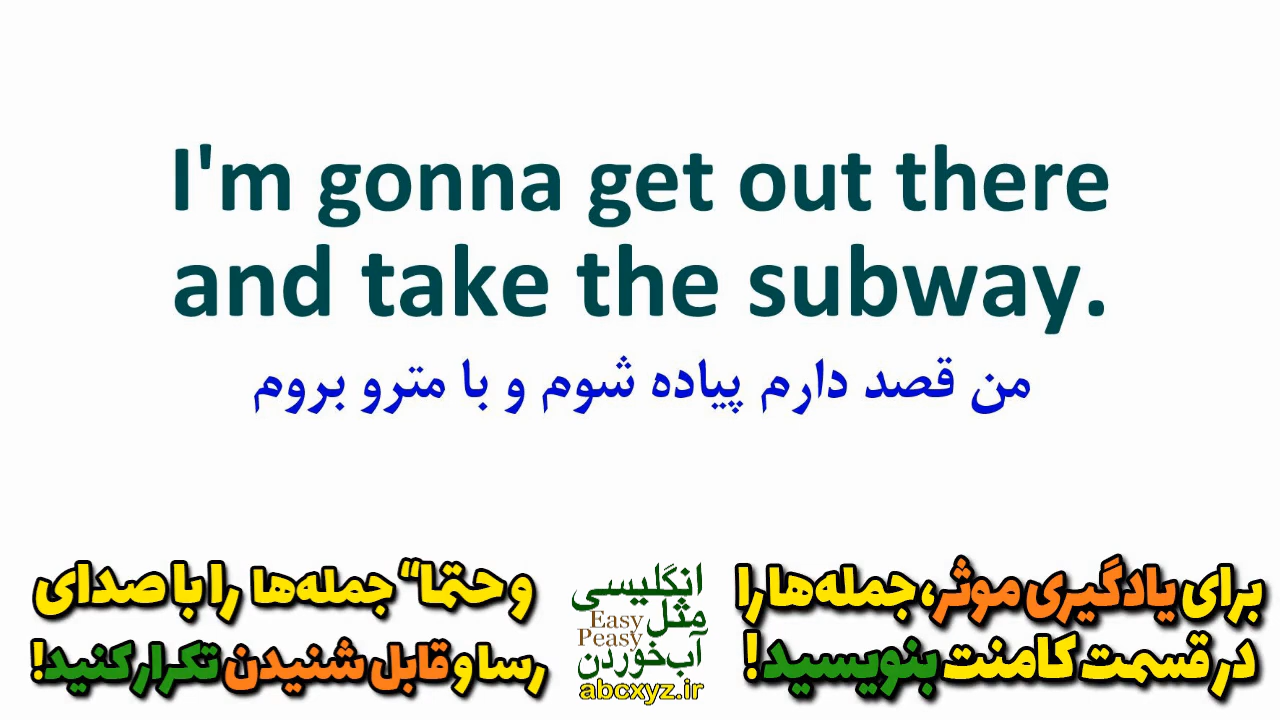 I'm gonna get out there
and take the subway.
من قصد دارم پیاده شوم و با مترو بروم
برای یادگیری موثر، جمله‌ها را
در قسمت کامنت بنویسید!
انگلیسی
مثل
Easy
Peasy
آب خوردن
abcxyz.ir
و حتما“ جمله‌ها را با صدای
رسا و قابل شنیدن تکرار کنید!